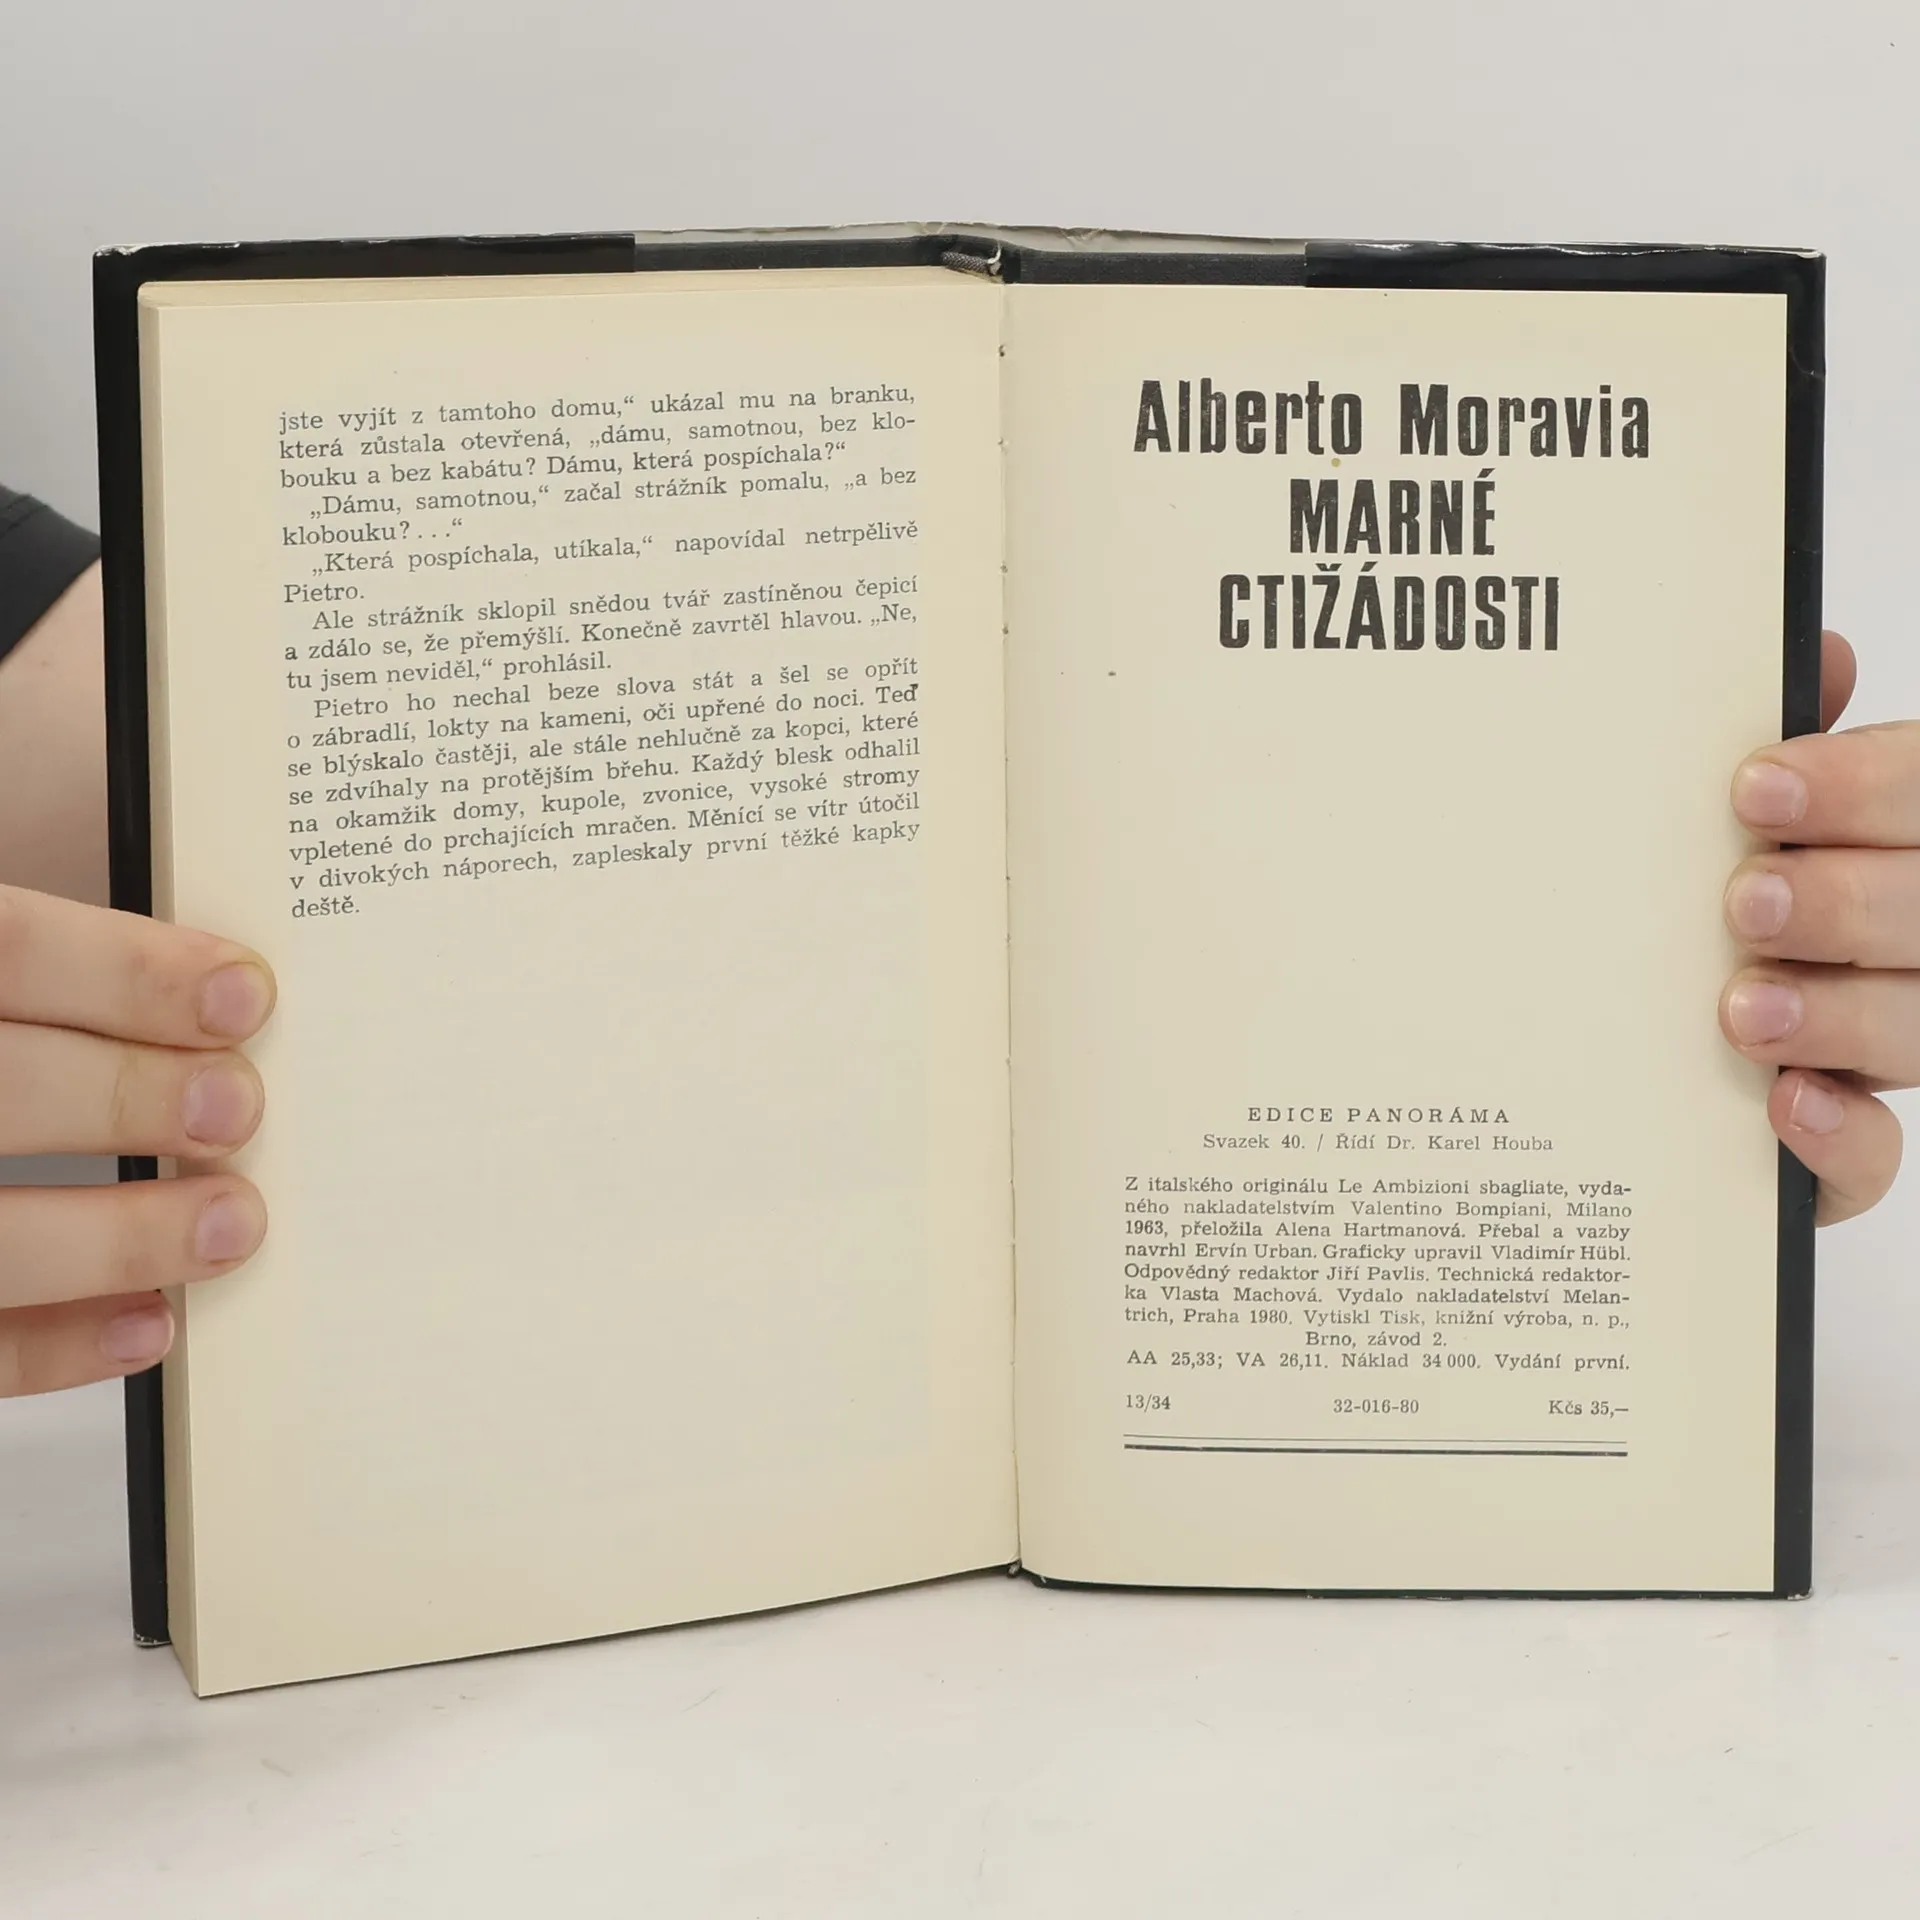 jste vyjít z tamtoho domu,“ ukázal mu na branku,
která zůstala otevřená, „dámu, samotnou, bez klo-
bouku a bez kabátu? Dámu, která pospíchala?“
„Dámu, samotnou,“ začal strážník pomalu, „a bez
klobouku? . . .“
„Která pospíchala, utíkala,“ napovídal netrpělivě
Pietro.
Ale strážník sklopil snědou tvář zastíněnou čepicí
a zdálo se, že přemýšlí. Konečně zavrtěl hlavou. „Ne,
tu jsem neviděl,“ prohlásil.
Pietro ho nechal beze slova stát a šel se opřít
o zábradlí, lokty na kameni, oči upřené do noci. Teď
se blýskalo častěji, ale stále nehlučně za kopci, které
se zdvíhaly na protějším břehu. Každý blesk odhalil
na okamžik domy, kupole, zvonice, vysoké stromy
vpletené do prchajících mračen. Měnící se vítr útočil
v divokých náporech, zapleskaly první těžké kapky
deště.
Alberto Moravia
MARNÉ
CTIŽÁDOSTI
EDICE PANORÁMA
Svazek 40. / Řídí Dr. Karel Houba
Z italského originálu Le Ambizioni sbagliate, vyda-
ného nakladatelstvím Valentino Bompiani, Milano
1963, přeložila Alena Hartmanová. Přebal a vazby
navrhl Ervín Urban. Graficky upravil Vladimír Hübl.
Odpovědný redaktor Jiří Pavlis. Technická redaktor-
ka Vlasta Machová. Vydalo nakladatelství Melan-
trich, Praha 1980. Vytiskl Tisk, knižní výroba, n. p.,
Brno, závod 2.
AA 25,33; VA 26,11. Náklad 34 000. Vydání první.
13/34 32-016-80 Kčs 35,—